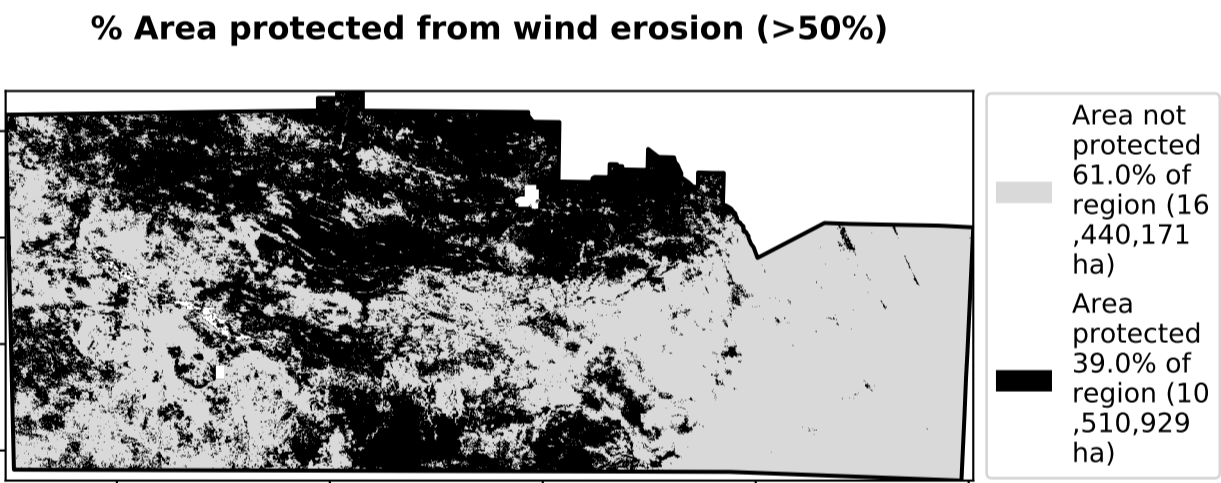 % Area protected from wind erosion (>50%)
Area not
protected
61.0% of
region (16
,440,171
ha)
Area
protected
39.0% of
region (10
,510,929
ha)